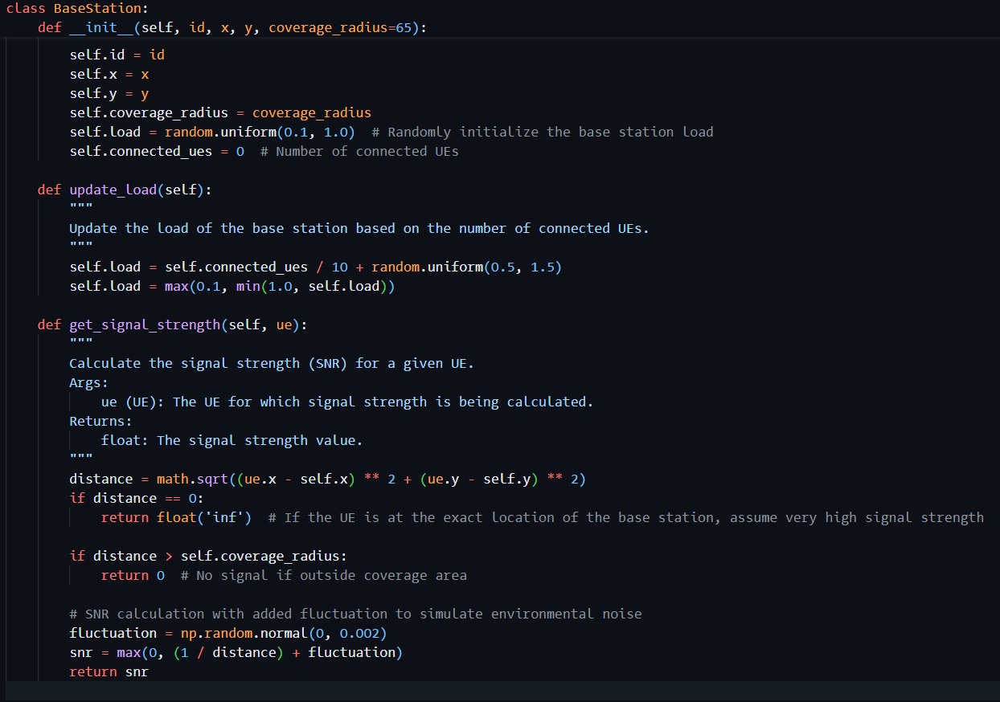 class BaseStation:
    def __init__(self, id, x, y, coverage_radius=65):
        self.id = id
        self.x = x
        self.y = y
        self.coverage_radius = coverage_radius
        self.load = random.uniform(0.1, 1.0)  # Randomly initialize the base station load
        self.connected_ues = 0  # Number of connected UEs

    def update_load(self):
        """
        Update the load of the base station based on the number of connected UEs.
        """
        self.load = self.connected_ues / 10 + random.uniform(0.5, 1.5)
        self.load = max(0.1, min(1.0, self.load))

    def get_signal_strength(self, ue):
        """
        Calculate the signal strength (SNR) for a given UE.
        Args:
            ue (UE): The UE for which signal strength is being calculated.
        Returns:
            float: The signal strength value.
        """
        distance = math.sqrt((ue.x - self.x) ** 2 + (ue.y - self.y) ** 2)
        if distance == 0:
            return float('inf')  # If the UE is at the exact location of the base station, assume very high signal strength

        if distance > self.coverage_radius:
            return 0  # No signal if outside coverage area

        # SNR calculation with added fluctuation to simulate environmental noise
        fluctuation = np.random.normal(0, 0.002)
        snr = max(0, (1 / distance) + fluctuation)
        return snr